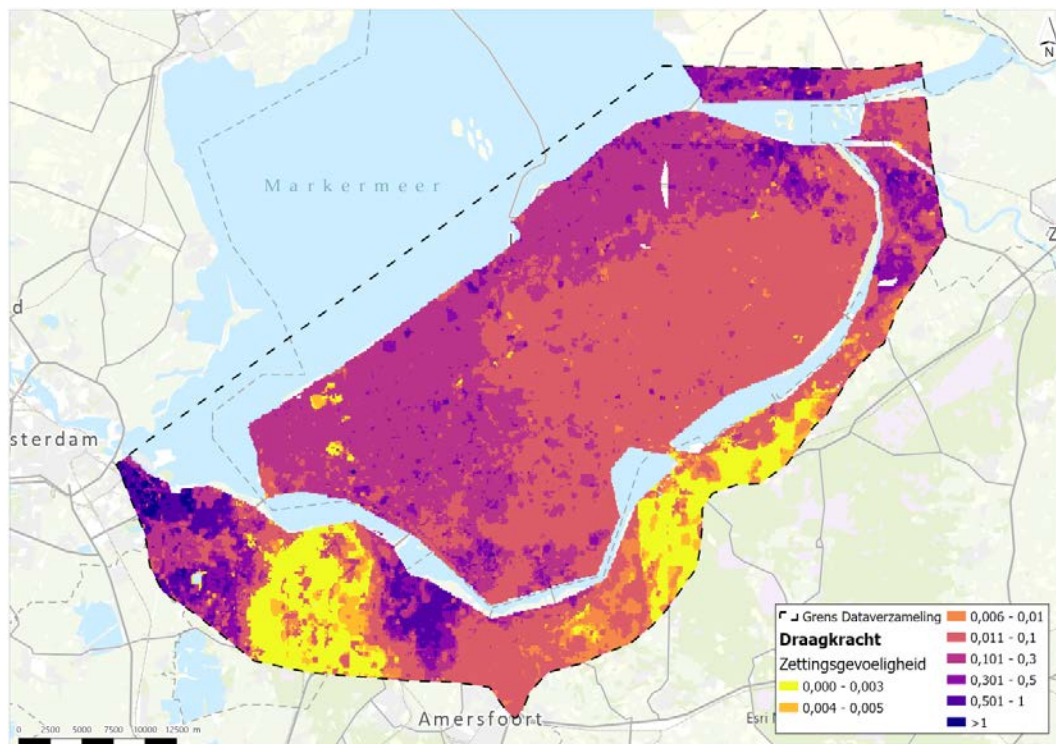 N
Markermeer
d
sterdam
Z
Amersfoort
Esri N
0 2500 5000 7500 10000 12500 m
Grens Dataverzameling
Draagkracht
Zettingsgevoeligheid
0,000 - 0,003
0,004 - 0,005
0,006 - 0,01
0,011 - 0,1
0,101 - 0,3
0,301 - 0,5
0,501 - 1
>1